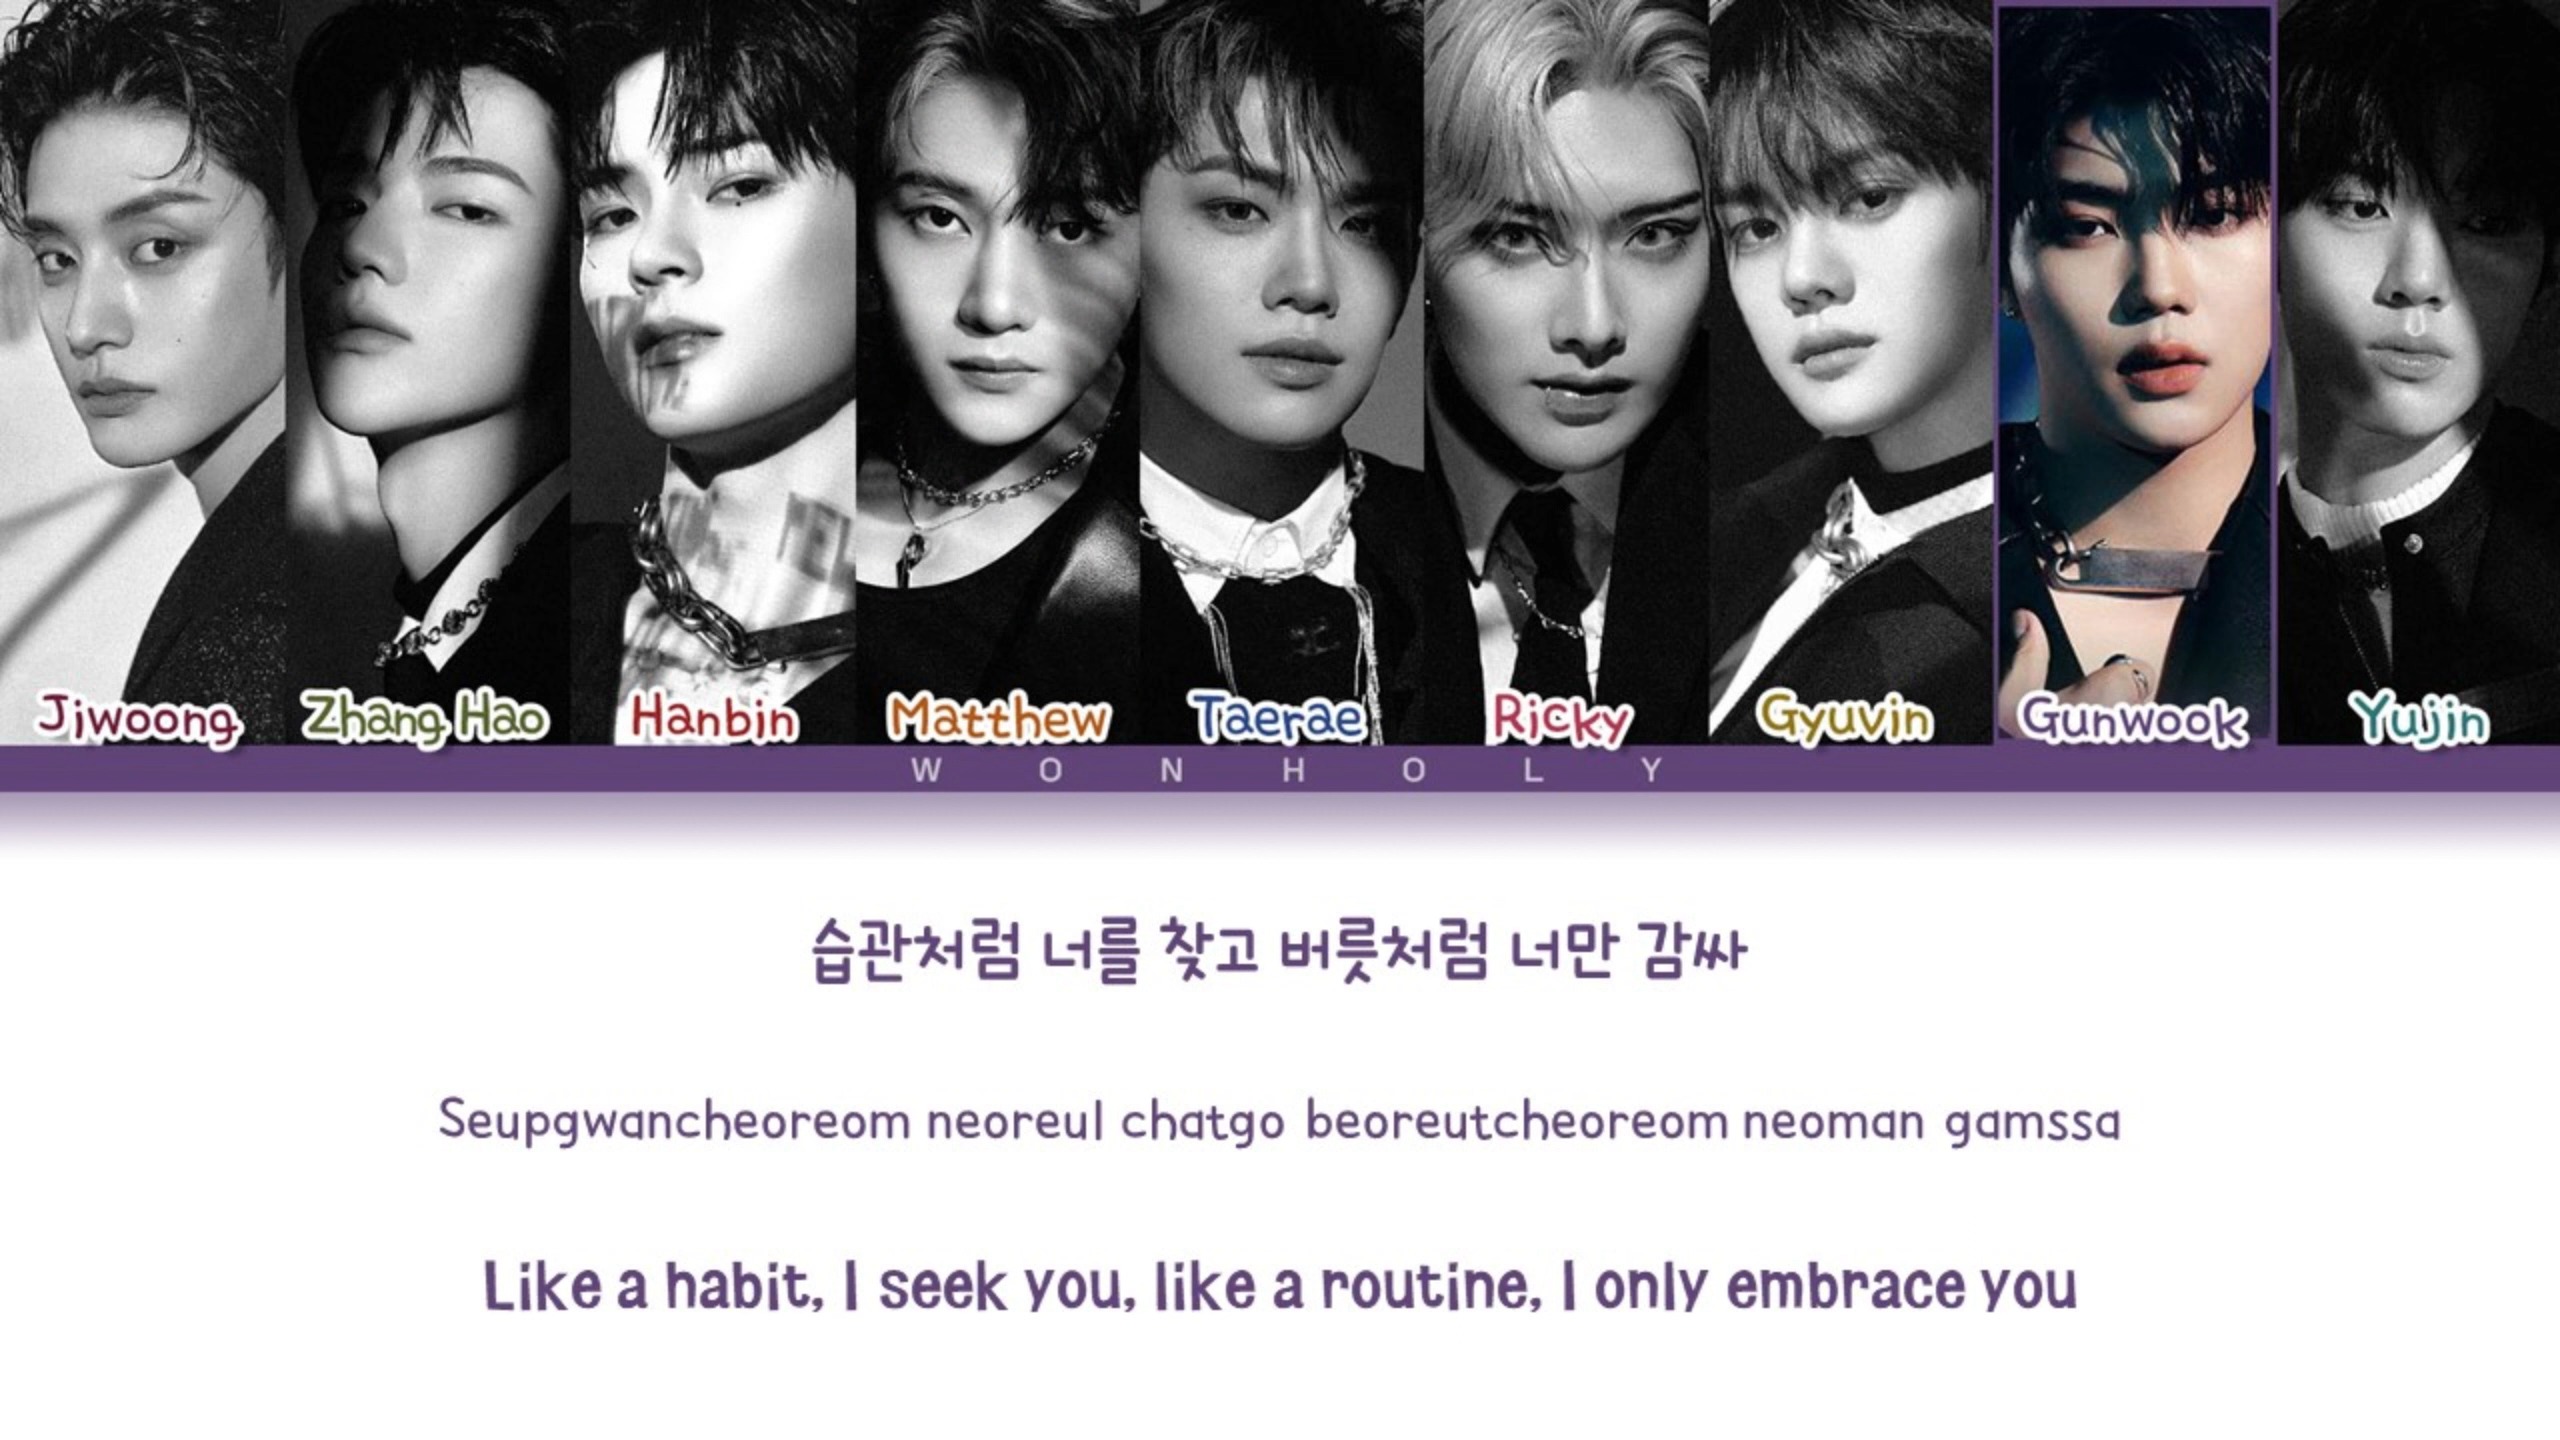 Jiwoong Zhang Hao Hanbin Matthew Taerae Ricky Gyuvin Gunwook Yujin
WONHOLY
습관처럼 너를 찾고 버릇처럼 너만 감싸
Seupgwancheoreom neoreul chatgo beoreutcheoreom neoman gamssa
Like a habit, I seek you, like a routine, I only embrace you